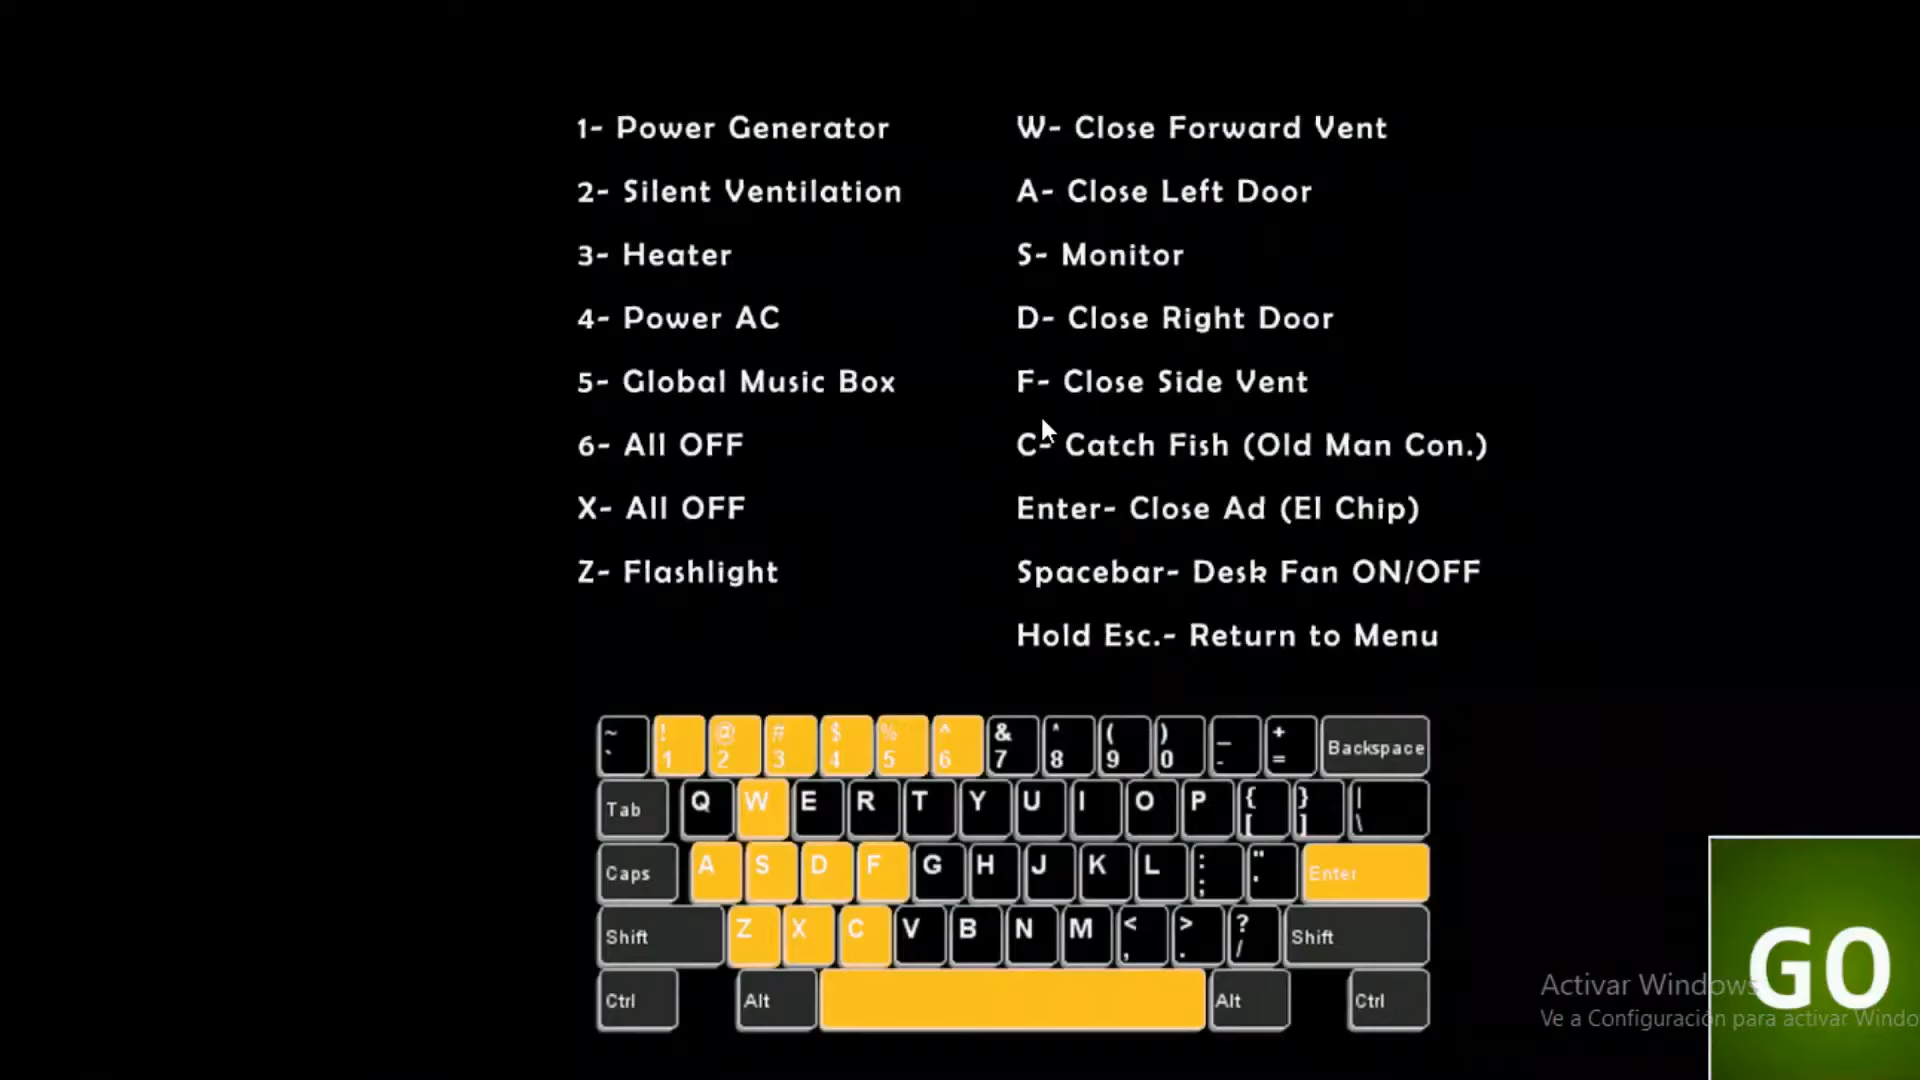 1- Power Generator
2- Silent Ventilation
3- Heater
4- Power AC
5- Global Music Box
6- All OFF
X- All OFF
Z- Flashlight
W- Close Forward Vent
A- Close Left Door
S- Monitor
D- Close Right Door
F- Close Side Vent
C- Catch Fish (Old Man Con.)
Enter- Close Ad (El Chip)
Spacebar- Desk Fan ON/OFF
Hold Esc.- Return to Menu
~ ! @ # $ % ^ & * ( ) _ + Backspace
` 1 2 3 4 5 6 7 8 9 0 - =
Tab Q W E R T Y U I O P { } |
[ ] \
Caps A S D F G H J K L : " Enter
; '
Shift Z X C V B N M < > ? Shift
, . /
Ctrl Alt Alt Ctrl
GO
Activar Windows
Ve a Configuración para activar Windo